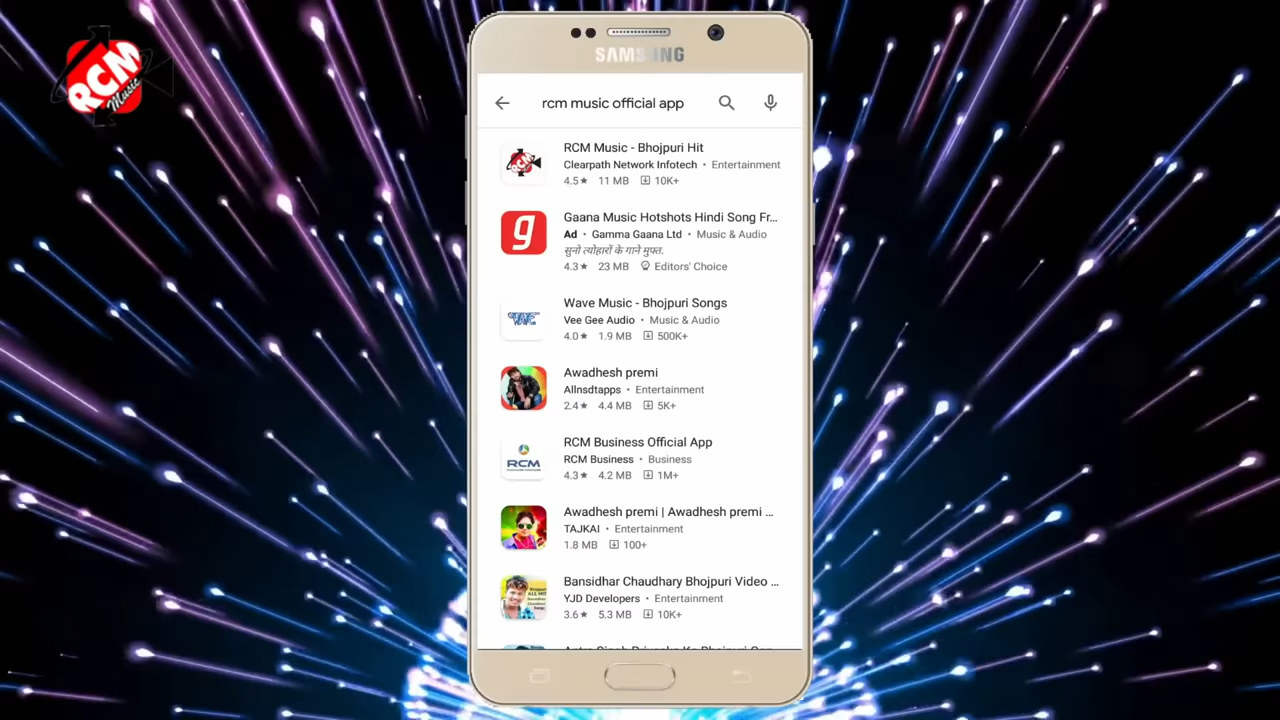 RCM
Music
SAMSUNG
rcm music official app
RCM Music - Bhojpuri Hit
Clearpath Network Infotech • Entertainment
4.5★ 11 MB 10K+
Gaana Music Hotshots Hindi Song Fr...
Ad • Gamma Gaana Ltd • Music & Audio
सुनो त्योहारों के गाने मुफ्त.
4.3★ 23 MB Editors' Choice
Wave Music - Bhojpuri Songs
Vee Gee Audio • Music & Audio
4.0★ 1.9 MB 500K+
Awadhesh premi
Allnsdtapps • Entertainment
2.4★ 4.4 MB 5K+
RCM Business Official App
RCM Business • Business
4.3★ 4.2 MB 1M+
RCM
Awadhesh premi | Awadhesh premi ...
TAJKAI • Entertainment
1.8 MB 100+
Bansidhar Chaudhary Bhojpuri Video ...
YJD Developers • Entertainment
3.6★ 5.3 MB 10K+